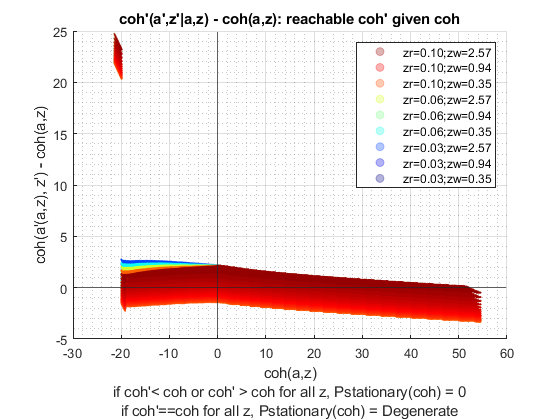 coh'(a',z'|a,z) - coh(a,z): reachable coh' given coh
25
20
15
10
5
0
-5
coh(a'(a,z), z') - coh(a,z)
zr=0.10;zw=2.57
zr=0.10;zw=0.94
zr=0.10;zw=0.35
zr=0.06;zw=2.57
zr=0.06;zw=0.94
zr=0.06;zw=0.35
zr=0.03;zw=2.57
zr=0.03;zw=0.94
zr=0.03;zw=0.35
-30 -20 -10 0 10 20 30 40 50 60
coh(a,z)
if coh'< coh or coh' > coh for all z, Pstationary(coh) = 0
if coh'==coh for all z, Pstationary(coh) = Degenerate